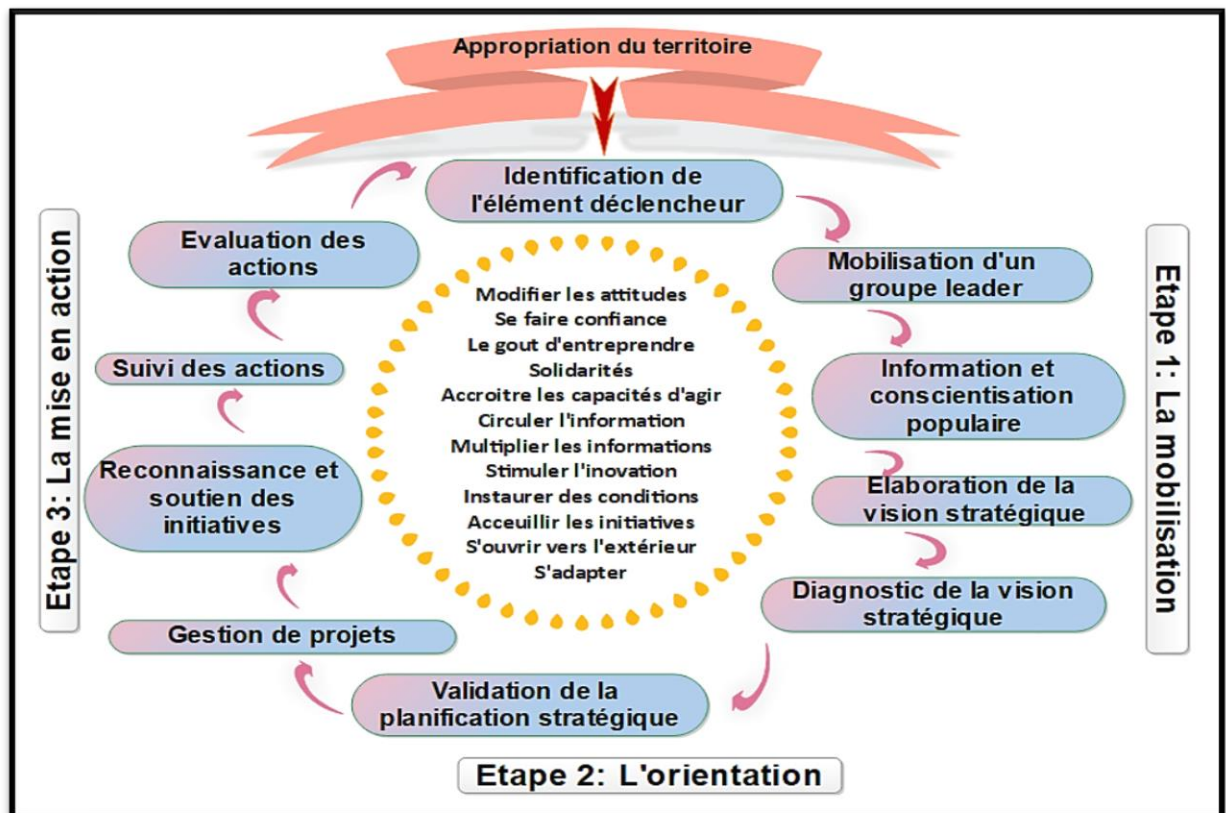 Appropriation du territoire
Identification de
l'élément déclencheur
Mobilisation d'un
groupe leader
Information et
conscientisation
populaire
Elaboration de la
vision stratégique
Diagnostic de la vision
stratégique
Validation de la
planification stratégique
Gestion de projets
Reconnaissance et
soutien des
initiatives
Suivi des actions
Evaluation des
actions
Modifier les attitudes
Se faire confiance
Le gout d'entreprendre
Solidarités
Accroitre les capacités d'agir
Circuler l'information
Multiplier les informations
Stimuler l'inovation
Instaurer des conditions
Acceuillir les initiatives
S'ouvrir vers l'extérieur
S'adapter
Etape 1: La mobilisation
Etape 2: L'orientation
Etape 3: La mise en action